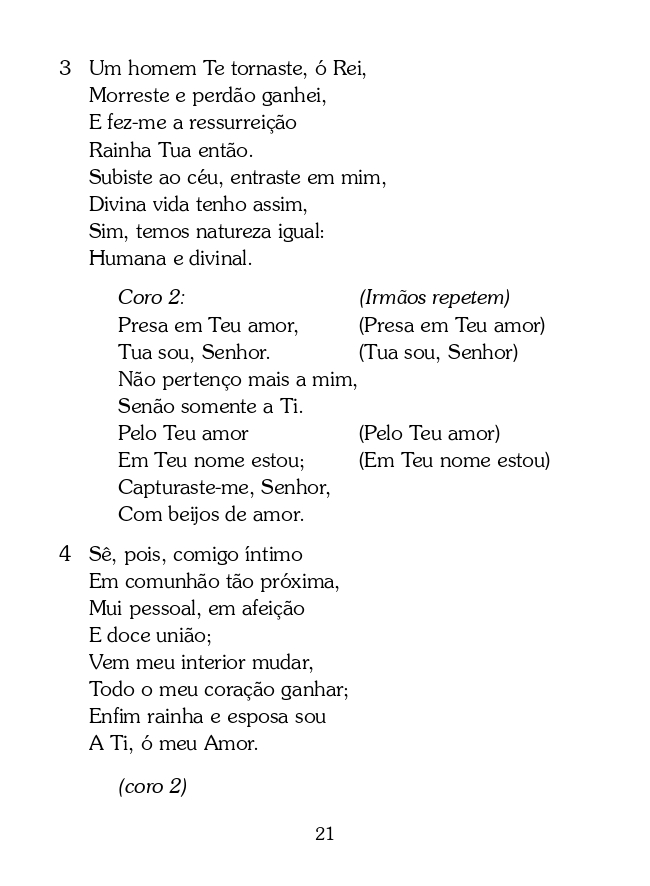 3 Um homem Te tornaste, ó Rei,
Morreste e perdão ganhei,
E fez-me a ressurreição
Rainha Tua então.
Subiste ao céu, entraste em mim,
Divina vida tenho assim,
Sim, temos natureza igual:
Humana e divinal.
Coro 2: (Irmãos repetem)
Presa em Teu amor, (Presa em Teu amor)
Tua sou, Senhor. (Tua sou, Senhor)
Não pertenço mais a mim,
Senão somente a Ti.
Pelo Teu amor (Pelo Teu amor)
Em Teu nome estou; (Em Teu nome estou)
Capturaste-me, Senhor,
Com beijos de amor.
4 Sê, pois, comigo íntimo
Em comunhão tão próxima,
Mui pessoal, em afeição
E doce união;
Vem meu interior mudar,
Todo o meu coração ganhar;
Enfim rainha e esposa sou
A Ti, ó meu Amor.
(coro 2)
21